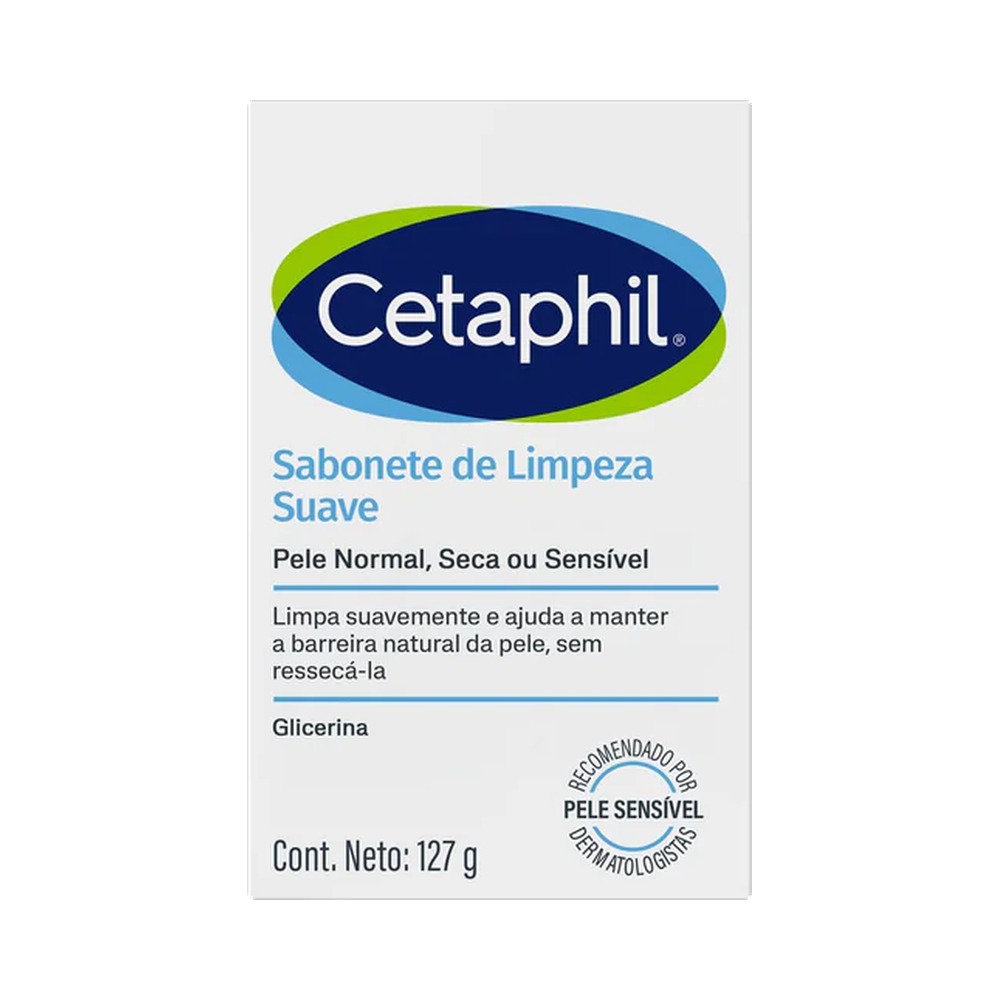 Cetaphil®
Sabonete de Limpeza
Suave
Pele Normal, Seca ou Sensível
Limpa suavemente e ajuda a manter
a barreira natural da pele, sem
ressecá-la
Glicerina
Cont. Neto: 127 g
RECOMENDADO POR
PELE SENSÍVEL
DERMATOLOGISTAS